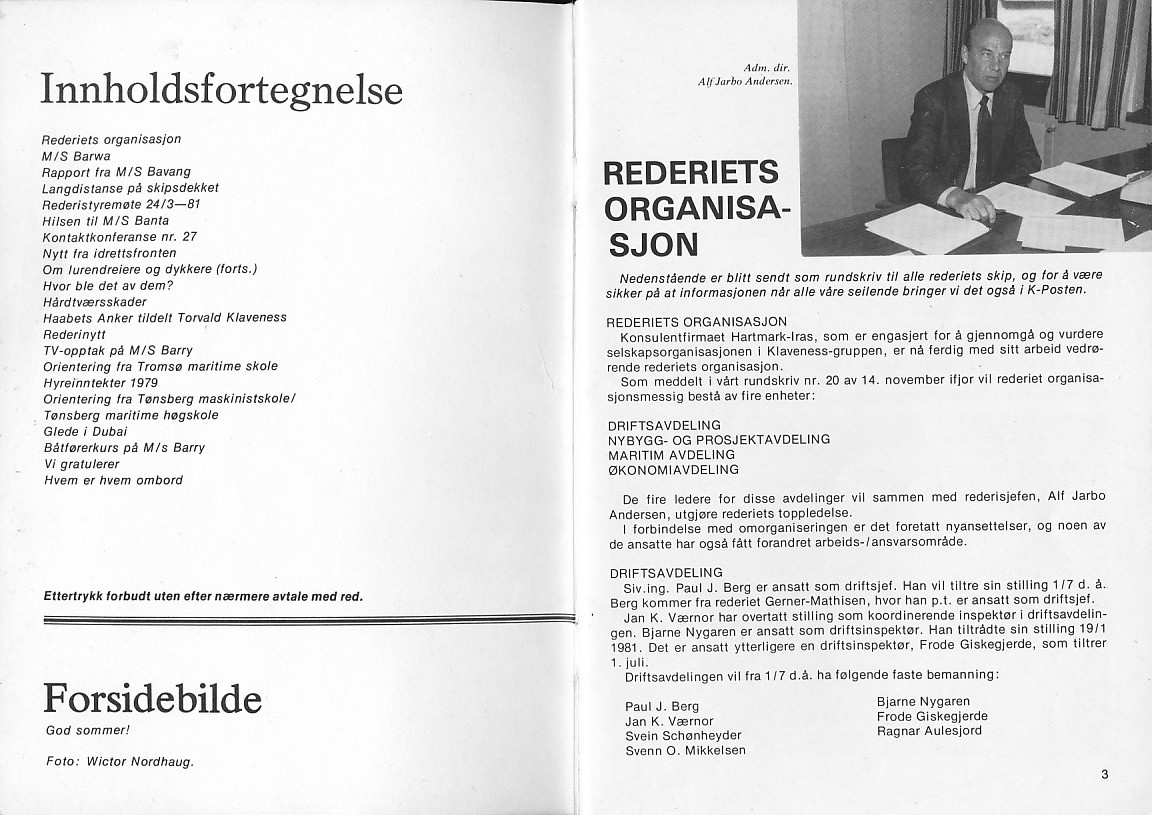 Innholdsfortegnelse
Rederiets organisasjon
M/S Barwa
Rapport fra M/S Bavang
Langdistanse på skipsdekket
Rederistyremøte 24/3—81
Hilsen til M/S Banta
Kontaktkonferanse nr. 27
Nytt fra idrettsfronten
Om lurendreiere og dykkere (forts.)
Hvor ble det av dem?
Hårdtværsskader
Haabets Anker tildelt Torvald Klaveness
Rederinytt
TV-opptak på M/S Barry
Orientering fra Tromsø maritime skole
Hyreinntekter 1979
Orientering fra Tønsberg maskinistskole/
Tønsberg maritime høgskole
Glede i Dubai
Båtførerkurs på M/s Barry
Vi gratulerer
Hvem er hvem ombord
Ettertrykk forbudt uten efter nærmere avtale med red.
Forsidebilde
God sommer!
Foto: Wictor Nordhaug.
Adm. dir.
Alf Jarbo Andersen.
REDERIETS
ORGANISA-
SJON
Nedenstående er blitt sendt som rundskriv til alle rederiets skip, og for å være
sikker på at informasjonen når alle våre seilende bringer vi det også i K-Posten.
REDERIETS ORGANISASJON
Konsulentfirmaet Hartmark-Iras, som er engasjert for å gjennomgå og vurdere
selskapsorganisasjonen i Klaveness-gruppen, er nå ferdig med sitt arbeid vedrø-
rende rederiets organisasjon.
Som meddelt i vårt rundskriv nr. 20 av 14. november ifjor vil rederiet organisa-
sjonsmessig bestå av fire enheter:
DRIFTSAVDELING
NYBYGG- OG PROSJEKTAVDELING
MARITIM AVDELING
ØKONOMIAVDELING
De fire ledere for disse avdelinger vil sammen med rederisjefen, Alf Jarbo
Andersen, utgjøre rederiets toppledelse.
I forbindelse med omorganiseringen er det foretatt nyansettelser, og noen av
de ansatte har også fått forandret arbeids-/ansvarsområde.
DRIFTSAVDELING
Siv.ing. Paul J. Berg er ansatt som driftsjef. Han vil tiltre sin stilling 1/7 d. å.
Berg kommer fra rederiet Gerner-Mathisen, hvor han p.t. er ansatt som driftsjef.
Jan K. Værnor har overtatt stilling som koordinerende inspektør i driftsavdelin-
gen. Bjarne Nygaren er ansatt som driftsinspektør. Han tiltrådte sin stilling 19/1
1981. Det er ansatt ytterligere en driftsinspektør, Frode Giskegjerde, som tiltrer
1. juli.
Driftsavdelingen vil fra 1/7 d.å. ha følgende faste bemanning:
Paul J. Berg
Jan K. Værnor
Svein Schønheyder
Svenn O. Mikkelsen
Bjarne Nygaren
Frode Giskegjerde
Ragnar Aulesjord
3